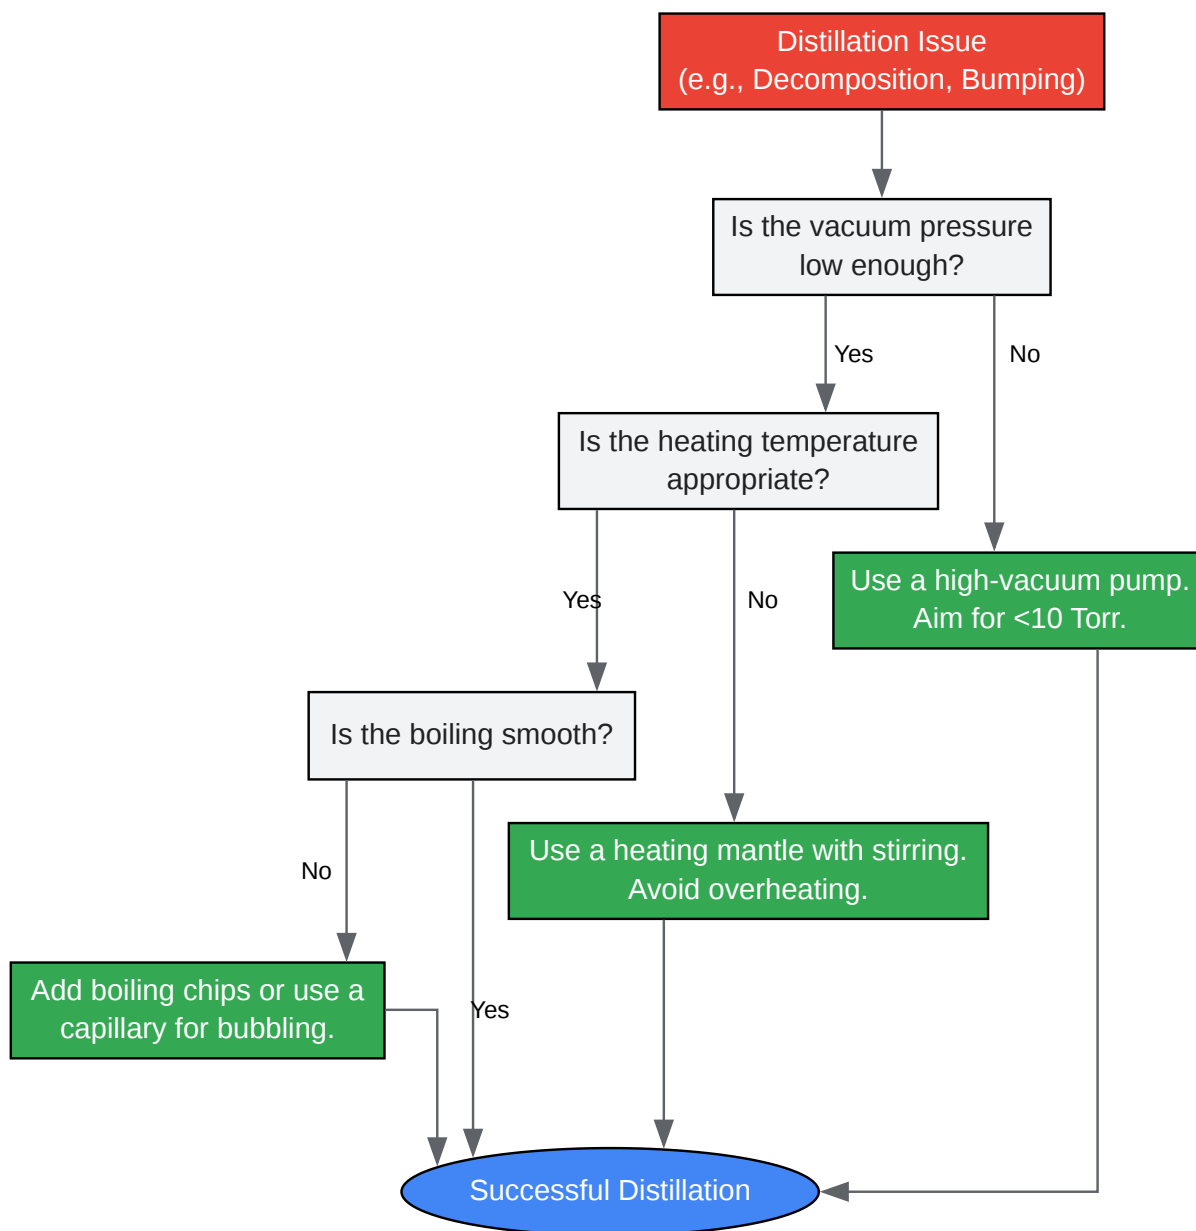 Distillation Issue
(e.g., Decomposition, Bumping)
Is the vacuum pressure
low enough?
Yes
No
Is the heating temperature
appropriate?
Use a high-vacuum pump.
Aim for <10 Torr.
Yes
No
Is the boiling smooth?
Use a heating mantle with stirring.
Avoid overheating.
No
Add boiling chips or use a
capillary for bubbling.
Yes
Successful Distillation